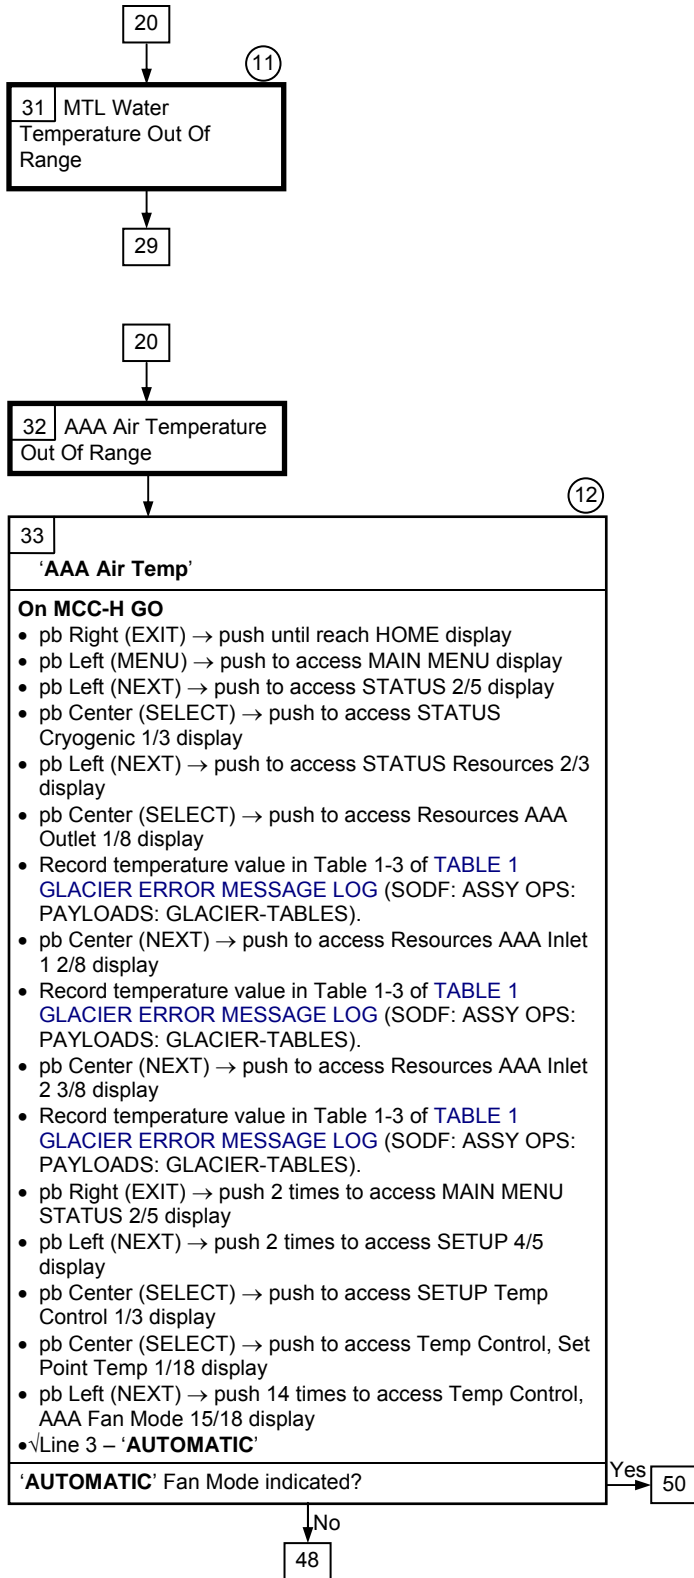 20
11
31 MTL Water
Temperature Out Of
Range
29
20
32 AAA Air Temperature
Out Of Range
12
33
‘AAA Air Temp’
On MCC-H GO
• pb Right (EXIT) → push until reach HOME display
• pb Left (MENU) → push to access MAIN MENU display
• pb Left (NEXT) → push to access STATUS 2/5 display
• pb Center (SELECT) → push to access STATUS
Cryogenic 1/3 display
• pb Left (NEXT) → push to access STATUS Resources 2/3
display
• pb Center (SELECT) → push to access Resources AAA
Outlet 1/8 display
• Record temperature value in Table 1-3 of TABLE 1
GLACIER ERROR MESSAGE LOG (SODF: ASSY OPS:
PAYLOADS: GLACIER-TABLES).
• pb Center (NEXT) → push to access Resources AAA Inlet
1 2/8 display
• Record temperature value in Table 1-3 of TABLE 1
GLACIER ERROR MESSAGE LOG (SODF: ASSY OPS:
PAYLOADS: GLACIER-TABLES).
• pb Center (NEXT) → push to access Resources AAA Inlet
2 3/8 display
• Record temperature value in Table 1-3 of TABLE 1
GLACIER ERROR MESSAGE LOG (SODF: ASSY OPS:
PAYLOADS: GLACIER-TABLES).
• pb Right (EXIT) → push 2 times to access MAIN MENU
STATUS 2/5 display
• pb Left (NEXT) → push 2 times to access SETUP 4/5
display
• pb Center (SELECT) → push to access SETUP Temp
Control 1/3 display
• pb Center (SELECT) → push to access Temp Control, Set
Point Temp 1/18 display
• pb Left (NEXT) → push 14 times to access Temp Control,
AAA Fan Mode 15/18 display
•√Line 3 – ‘AUTOMATIC’
‘AUTOMATIC’ Fan Mode indicated?
Yes
50
No
48